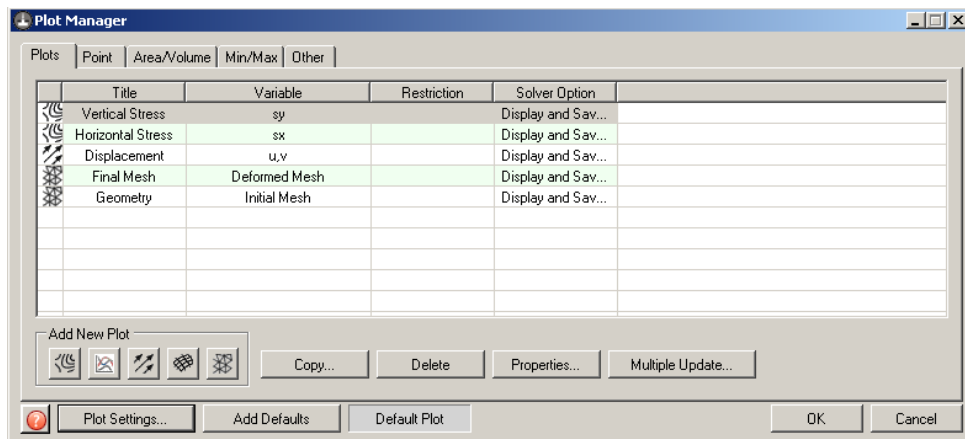 Plot Manager
Plots Point Area/Volume Min/Max Other
Title Variable Restriction Solver Option
Vertical Stress sy Display and Sav...
Horizontal Stress sx Display and Sav...
Displacement u,v Display and Sav...
Final Mesh Deformed Mesh Display and Sav...
Geometry Initial Mesh Display and Sav...
Add New Plot
Copy... Delete Properties... Multiple Update...
Plot Settings... Add Defaults Default Plot OK Cancel